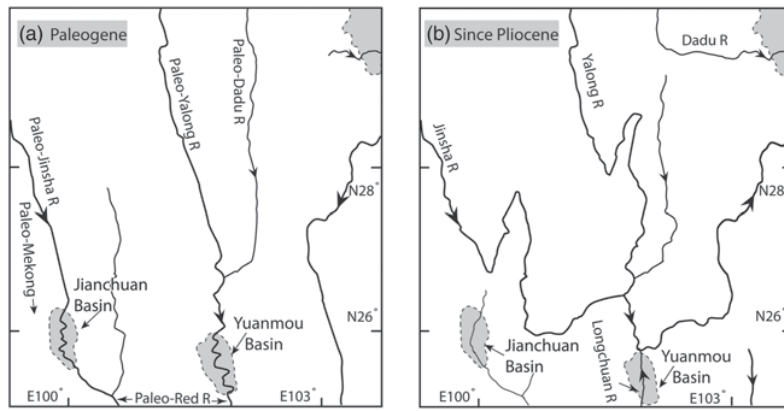 (a) Paleogene
Paleo-Jinsha R
Paleo-Mekong
Paleo-Yalong R
Paleo-Dadu R
N28°
Jianchuan
Basin
Yuanmou
Basin
N26°
E100°
Paleo-Red R
E103°
(b) Since Pliocene
Dadu R
Yalong R
Jinsha R
N28°
N26°
Jianchuan
Basin
Longchuan R
Yuanmou
Basin
E100°
E103°